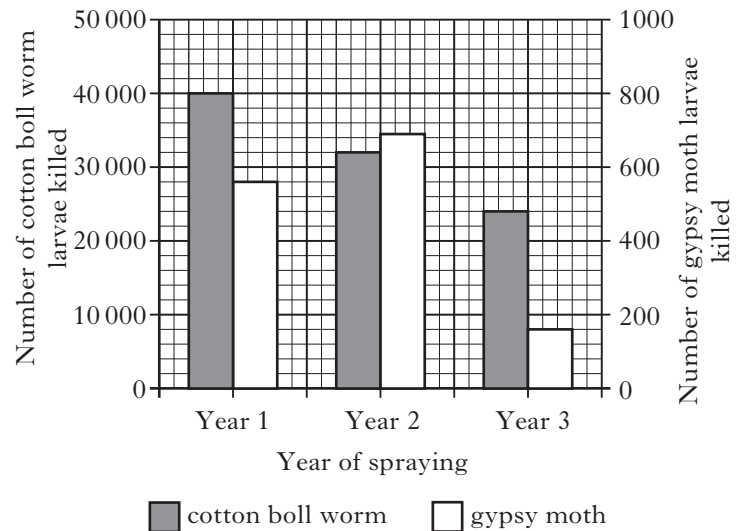 Number of cotton boll worm
larvae killed
50 000
40 000
30 000
20 000
10 000
0
1000
800
600
400
200
0
Number of gypsy moth larvae
killed
Year 1
Year 2
Year 3
Year of spraying
cotton boll worm
gypsy moth